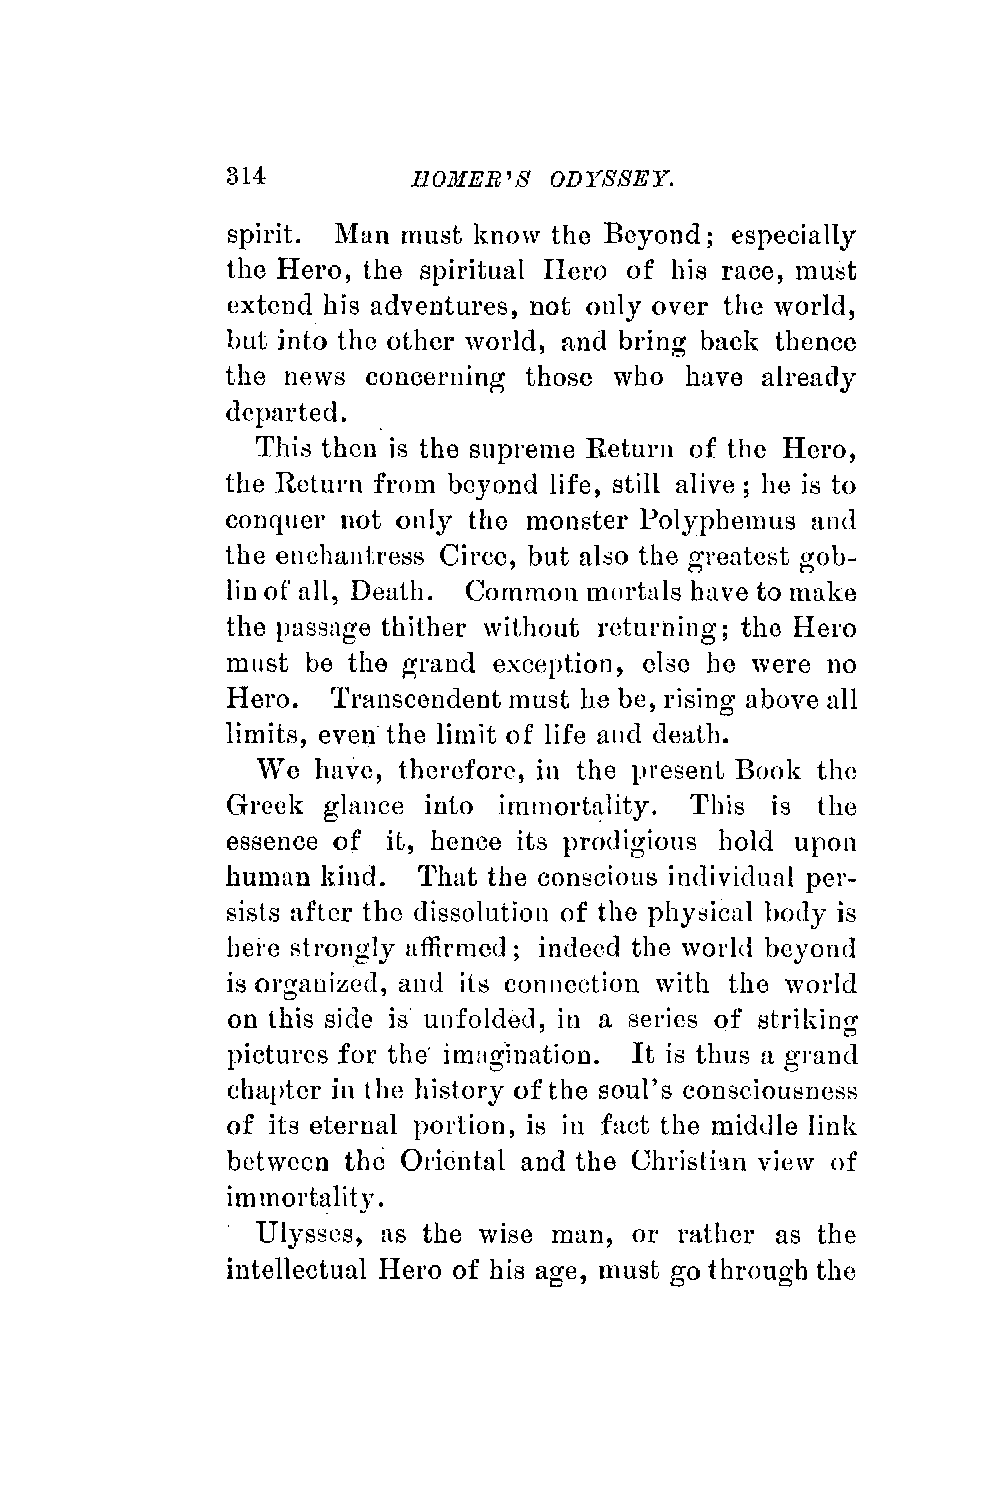 314 HOMER'S ODYSSEY.
spirit. Man must know the Beyond; especially
the Hero, the spiritual Hero of his race, must
extend his adventures, not only over the world,
but into the other world, and bring back thence
the news concerning those who have already
departed.
This then is the supreme Return of the Hero,
the Return from beyond life, still alive; he is to
conquer not only the monster Polyphemus and
the enchantress Circe, but also the greatest gob-
lin of all, Death. Common mortals have to make
the passage thither without returning; the Hero
must be the grand exception, else he were no
Hero. Transcendent must he be, rising above all
limits, even the limit of life and death.
We have, therefore, in the present Book the
Greek glance into immortality. This is the
essence of it, hence its prodigious hold upon
human kind. That the conscious individual per-
sists after the dissolution of the physical body is
here strongly affirmed; indeed the world beyond
is organized, and its connection with the world
on this side is unfolded, in a series of striking
pictures for the imagination. It is thus a grand
chapter in the history of the soul's consciousness
of its eternal portion, is in fact the middle link
between the Oriental and the Christian view of
immortality.
Ulysses, as the wise man, or rather as the
intellectual Hero of his age, must go through the